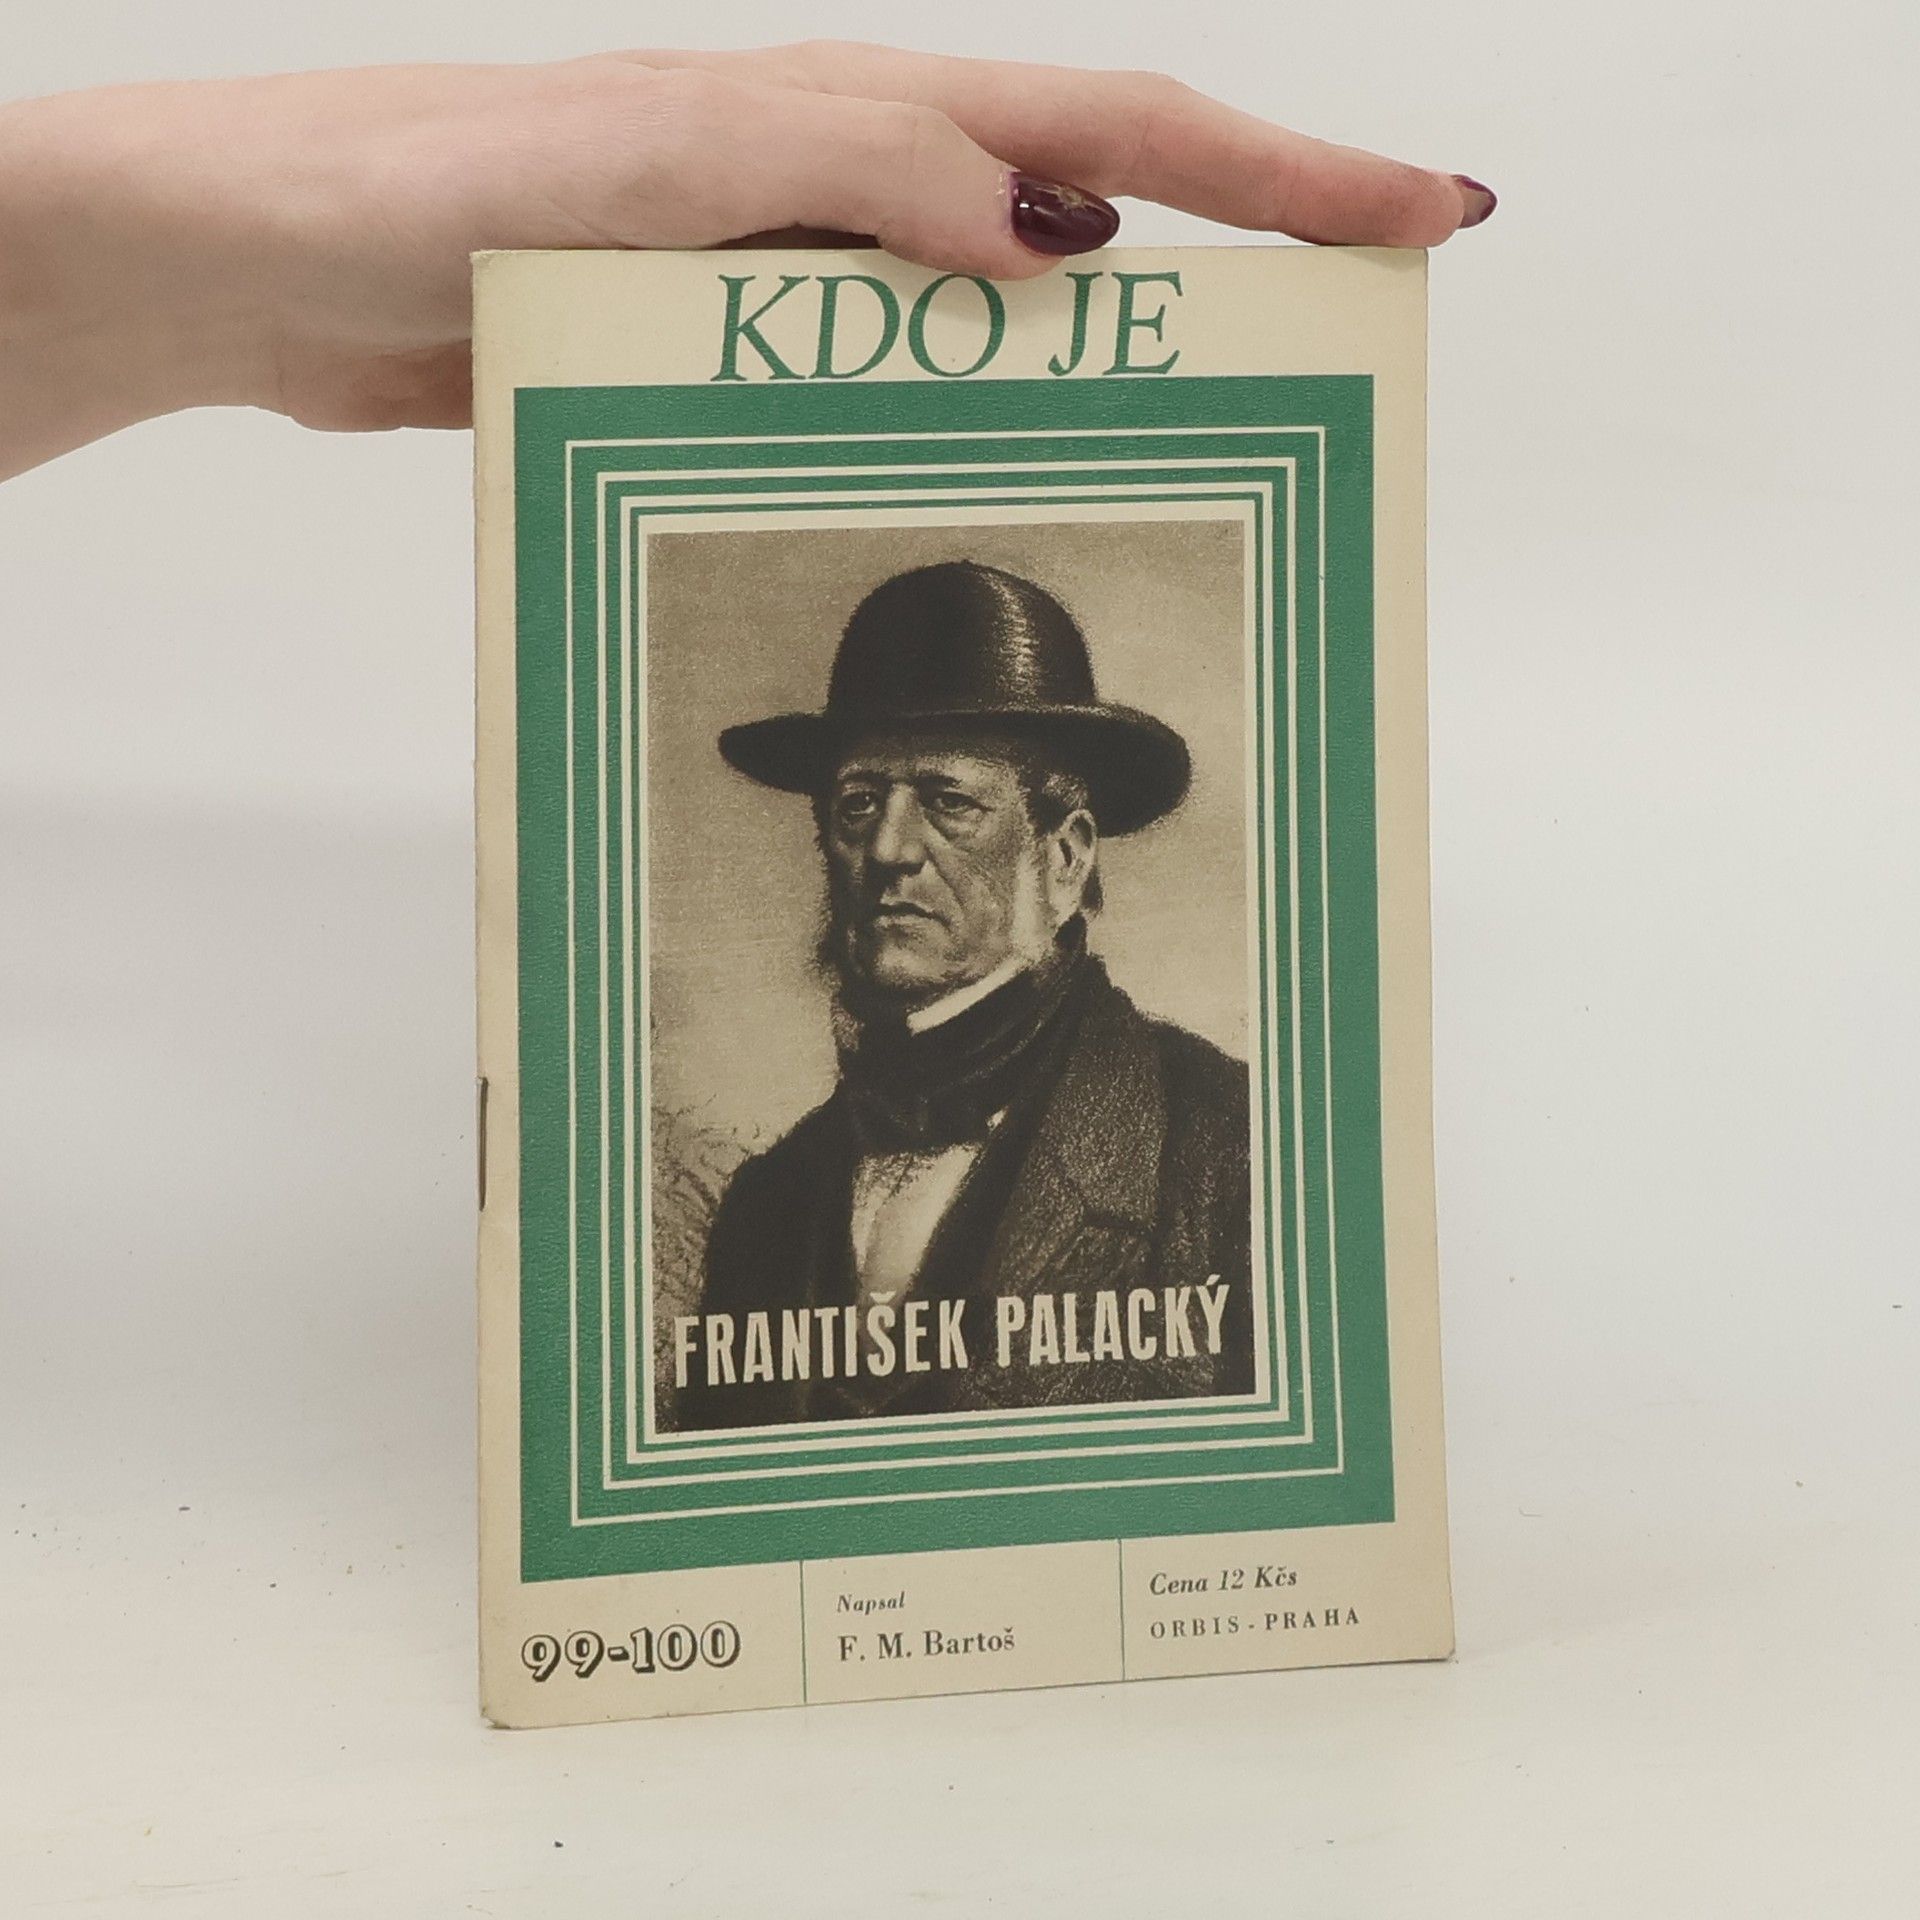 KDO JE
FRANTIŠEK PALACKÝ
99-100
Napsal
F. M. Bartoš
Cena 12 Kčs
ORBIS-PRAHA